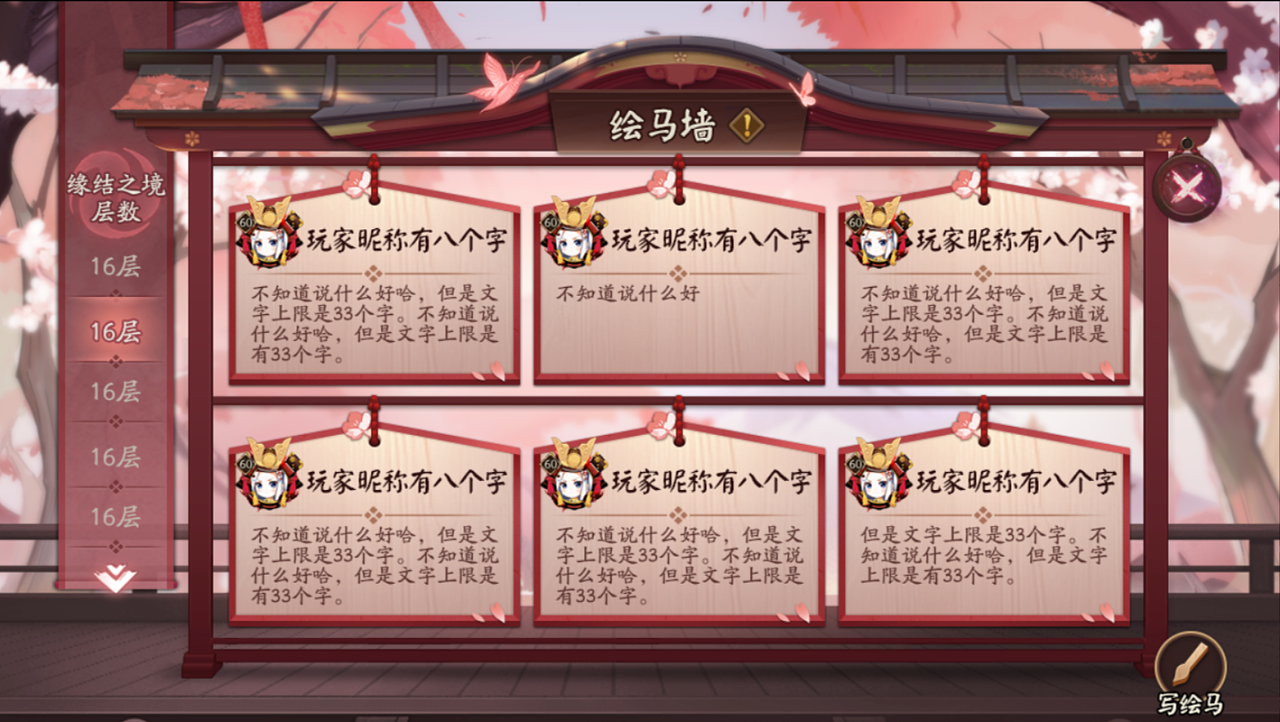 绘马墙
缘结之境
层数
16层
16层
16层
16层
16层
60
玩家昵称有八个字
不知道说什么好哈，但是文
字上限是33个字。不知道说
什么好哈，但是文字上限是
有33个字。
60
玩家昵称有八个字
不知道说什么好
60
玩家昵称有八个字
不知道说什么好哈，但是文
字上限是33个字。不知道说
什么好哈，但是文字上限是
有33个字。
60
玩家昵称有八个字
不知道说什么好哈，但是文
字上限是33个字。不知道说
什么好哈，但是文字上限是
有33个字。
60
玩家昵称有八个字
不知道说什么好哈，但是文
字上限是33个字。不知道说
什么好哈，但是文字上限是
有33个字。
60
玩家昵称有八个字
但是文字上限是33个字。不
知道说什么好哈，但是文字
上限是有33个字。
写绘马